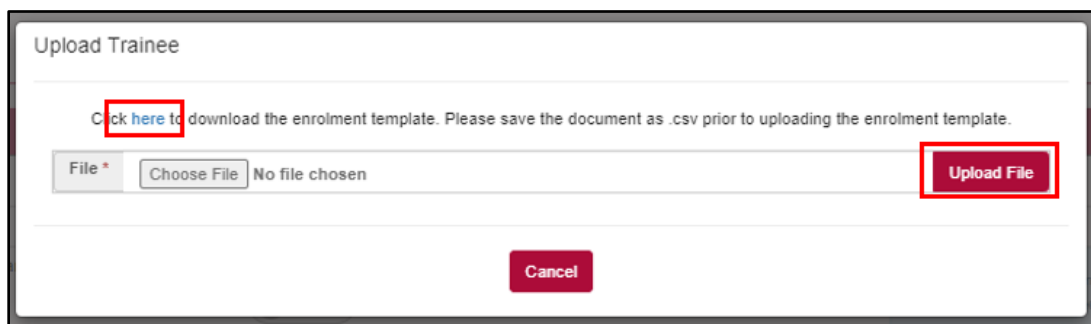 Upload Trainee
Click here to download the enrolment template. Please save the document as .csv prior to uploading the enrolment template.
File * Choose File No file chosen Upload File
Cancel